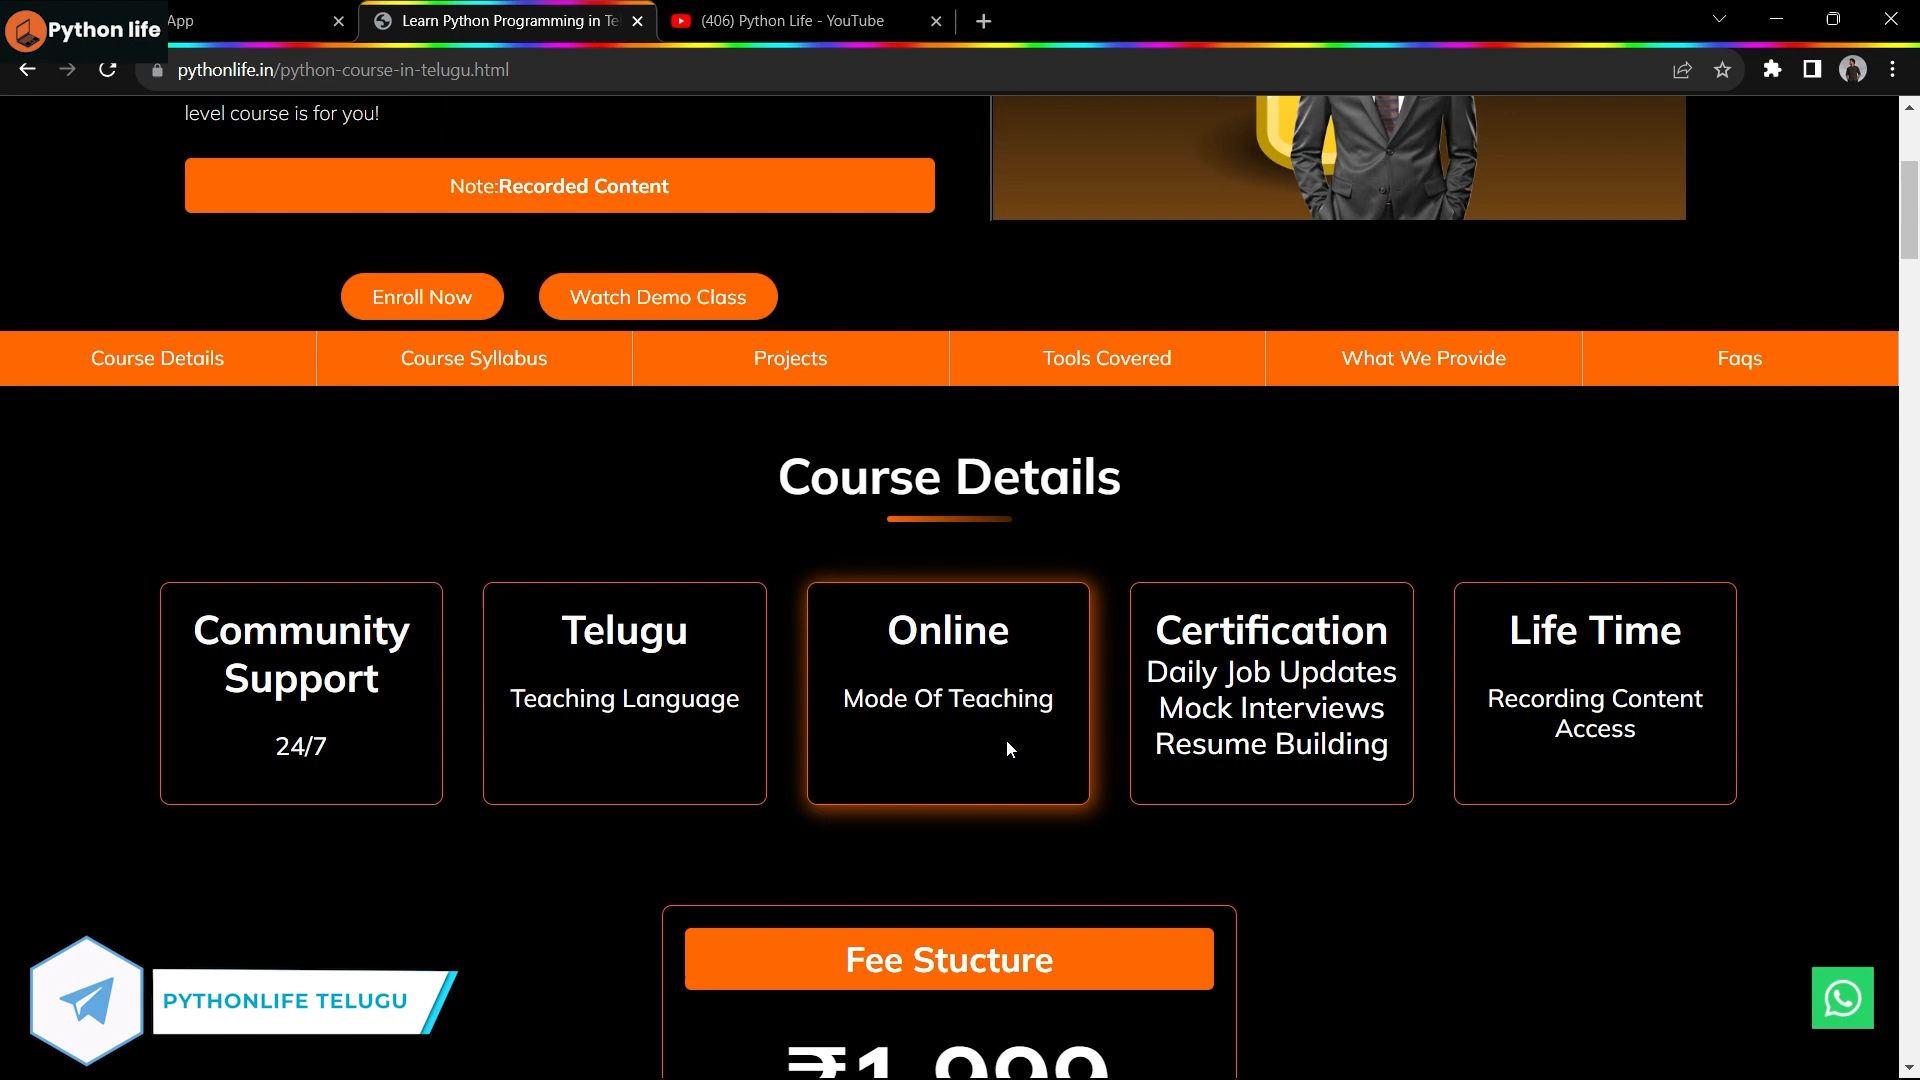 Python life
App
Learn Python Programming in Te
(406) Python Life - YouTube
pythonlife.in/python-course-in-telugu.html
level course is for you!
Note:Recorded Content
Enroll Now
Watch Demo Class
Course Details
Course Syllabus
Projects
Tools Covered
What We Provide
Faqs
Course Details
Community
Support
24/7
Telugu
Teaching Language
Online
Mode Of Teaching
Certification
Daily Job Updates
Mock Interviews
Resume Building
Life Time
Recording Content
Access
Fee Stucture
₹1,999
PYTHONLIFE TELUGU